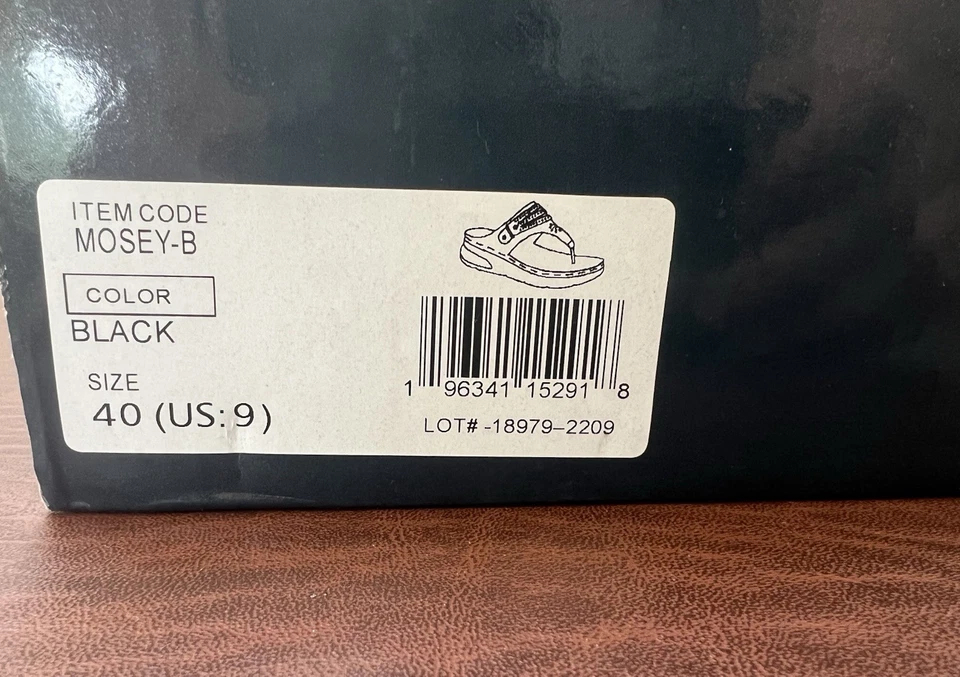 ITEM CODE
MOSEY-B
COLOR
BLACK
SIZE
40 (US: 9)
1 96341 15291 8
LOT# -18979-2209